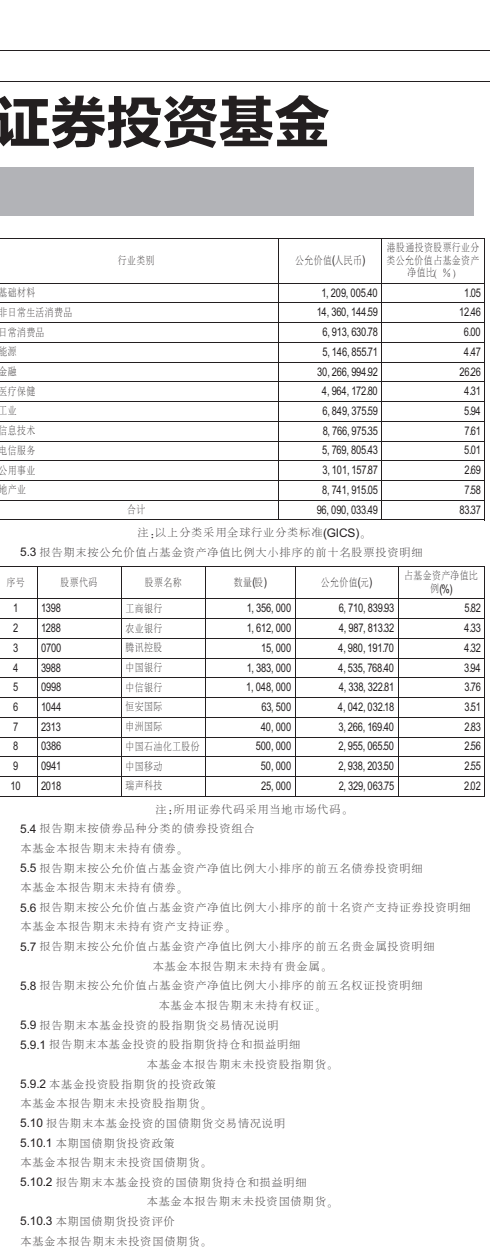 证券投资基金
行业类别 公允价值(人民币) 港股通投资股票行业分类公允价值占基金资产净值比( % )
基础材料 1,209,005.40 1.05
非日常生活消费品 14,360,144.59 12.46
日常消费品 6,913,630.78 6.00
能源 5,146,855.71 4.47
金融 30,266,994.92 26.26
医疗保健 4,964,172.80 4.31
工业 6,849,375.59 5.94
信息技术 8,766,975.35 7.61
电信服务 5,769,805.43 5.01
公用事业 3,101,157.87 2.69
地产业 8,741,915.05 7.58
合计 96,090,033.49 83.37
注:以上分类采用全球行业分类标准(GICS)。
5.3 报告期末按公允价值占基金资产净值比例大小排序的前十名股票投资明细
序号 股票代码 股票名称 数量(股) 公允价值(元) 占基金资产净值比例(%)
1 1398 工商银行 1,356,000 6,710,839.93 5.82
2 1288 农业银行 1,612,000 4,987,813.32 4.33
3 0700 腾讯控股 15,000 4,980,191.70 4.32
4 3988 中国银行 1,383,000 4,535,768.40 3.94
5 0998 中信银行 1,048,000 4,338,322.81 3.76
6 1044 恒安国际 63,500 4,042,032.18 3.51
7 2313 申洲国际 40,000 3,266,169.40 2.83
8 0386 中国石油化工股份 500,000 2,955,065.50 2.56
9 0941 中国移动 50,000 2,938,203.50 2.55
10 2018 瑞声科技 25,000 2,329,063.75 2.02
注:所用证券代码采用当地市场代码。
5.4 报告期末按债券品种分类的债券投资组合
本基金本报告期末未持有债券。
5.5 报告期末按公允价值占基金资产净值比例大小排序的前五名债券投资明细
本基金本报告期末未持有债券。
5.6 报告期末按公允价值占基金资产净值比例大小排序的前十名资产支持证券投资明细
本基金本报告期末未持有资产支持证券。
5.7 报告期末按公允价值占基金资产净值比例大小排序的前五名贵金属投资明细
本基金本报告期末未持有贵金属。
5.8 报告期末按公允价值占基金资产净值比例大小排序的前五名权证投资明细
本基金本报告期末未持有权证。
5.9 报告期末本基金投资的股指期货交易情况说明
5.9.1 报告期末本基金投资的股指期货持仓和损益明细
本基金本报告期末未投资股指期货。
5.9.2 本基金投资股指期货的投资政策
本基金本报告期末未投资股指期货。
5.10 报告期末本基金投资的国债期货交易情况说明
5.10.1 本期国债期货投资政策
本基金本报告期末未投资国债期货。
5.10.2 报告期末本基金投资的国债期货持仓和损益明细
本基金本报告期末未投资国债期货。
5.10.3 本期国债期货投资评价
本基金本报告期末未投资国债期货。